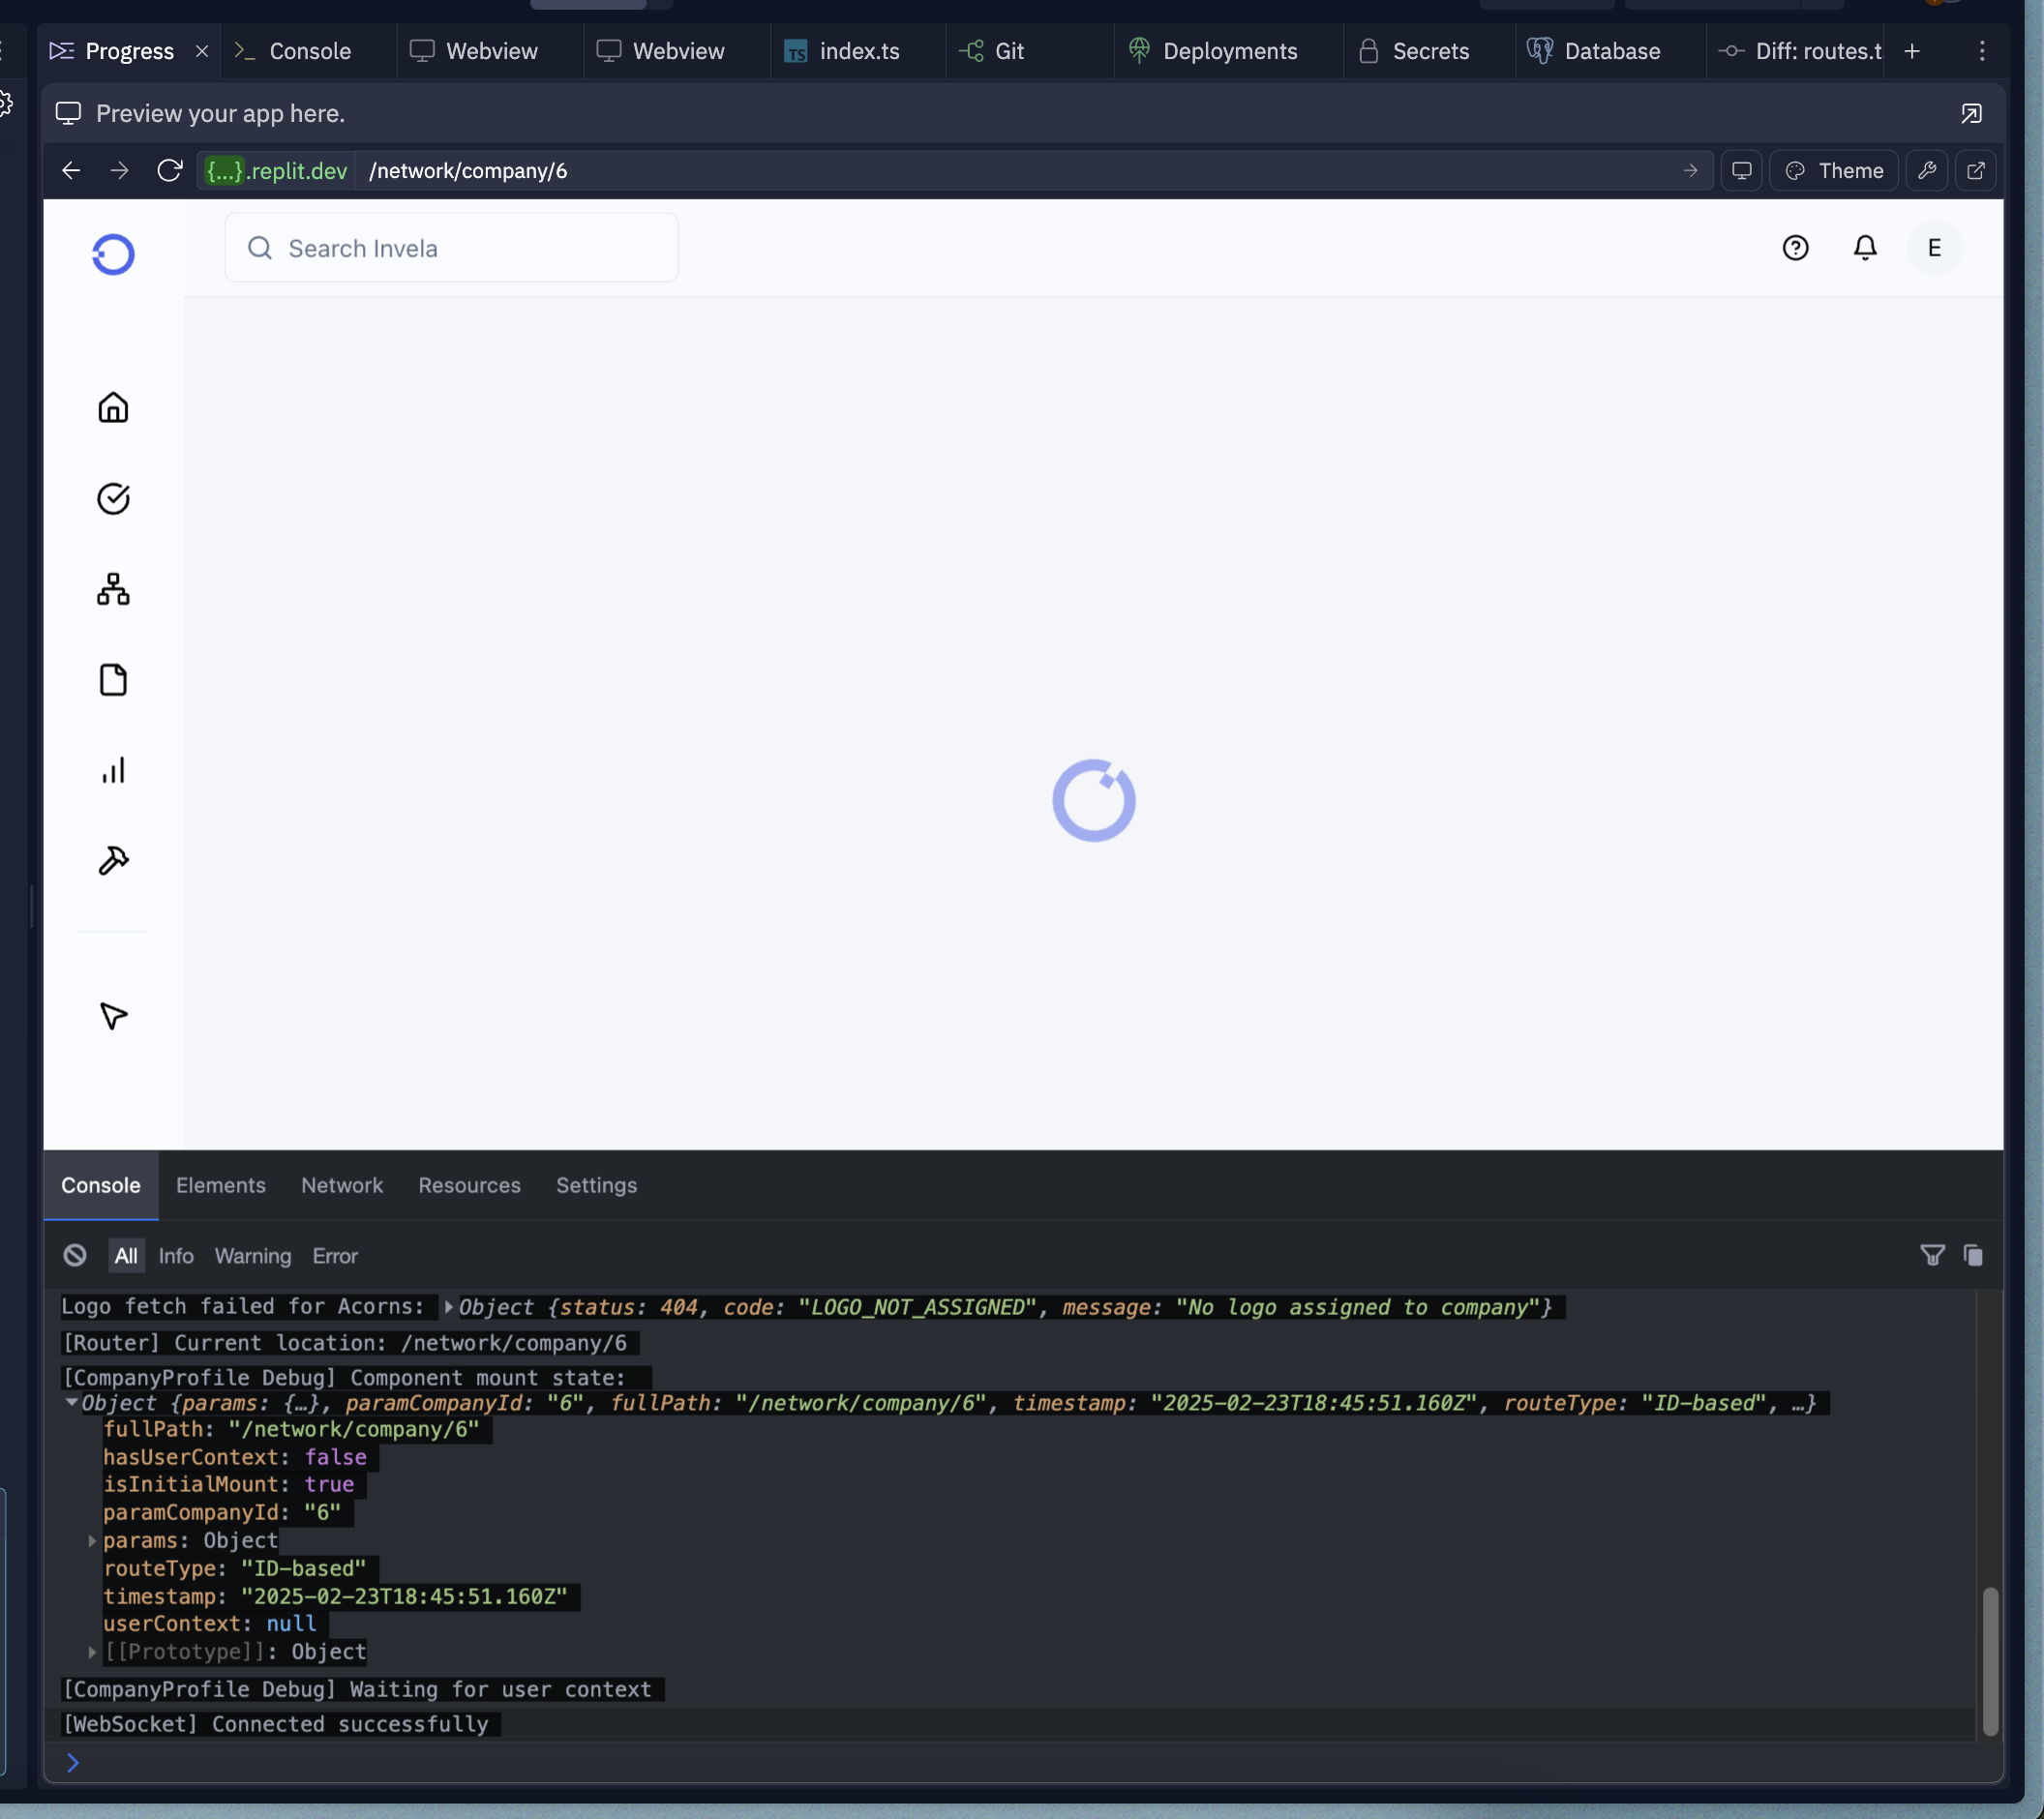 Progress × Console Webview Webview TS index.ts Git Deployments Secrets Database Diff: routes.t +
Preview your app here.
{...}.replit.dev /network/company/6 Theme
Search Invela E
Console Elements Network Resources Settings
All Info Warning Error
Logo fetch failed for Acorns: Object {status: 404, code: "LOGO_NOT_ASSIGNED", message: "No logo assigned to company"}
[Router] Current location: /network/company/6
[CompanyProfile Debug] Component mount state:
Object {params: {…}, paramCompanyId: "6", fullPath: "/network/company/6", timestamp: "2025-02-23T18:45:51.160Z", routeType: "ID-based", …}
fullPath: "/network/company/6"
hasUserContext: false
isInitialMount: true
paramCompanyId: "6"
params: Object
routeType: "ID-based"
timestamp: "2025-02-23T18:45:51.160Z"
userContext: null
[[Prototype]]: Object
[CompanyProfile Debug] Waiting for user context
[WebSocket] Connected successfully